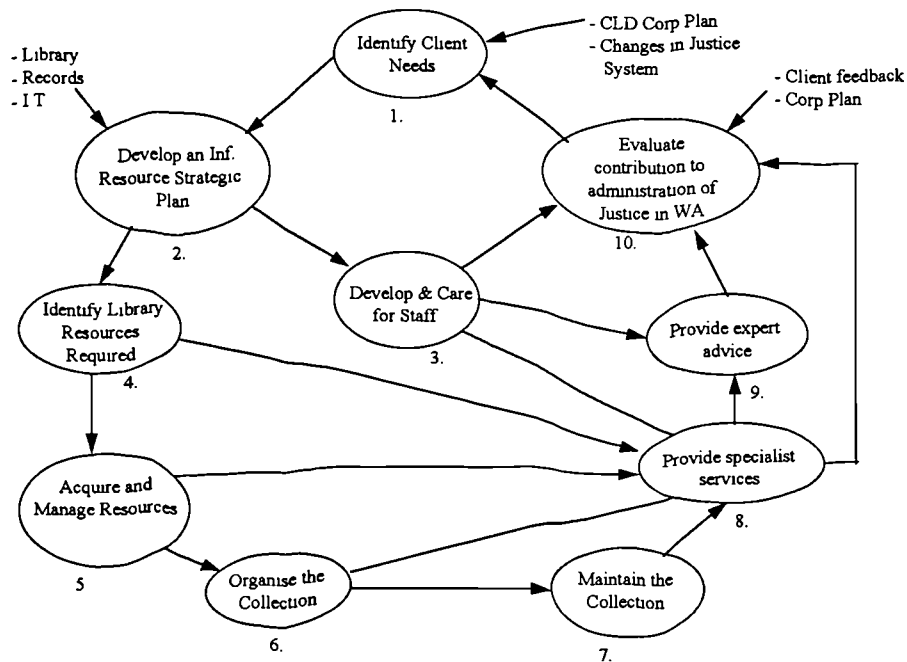 - CLD Corp Plan
- Changes in Justice
System
Identify Client
Needs
1.
- Library
- Records
- I T
- Client feedback
- Corp Plan
Develop an Inf.
Resource Strategic
Plan
2.
Evaluate
contribution to
administration of
Justice in WA
10.
Develop & Care
for Staff
3.
Identify Library
Resources
Required
4.
Provide expert
advice
9.
Acquire and
Manage Resources
5
Provide specialist
services
8.
Organise the
Collection
6.
Maintain the
Collection
7.